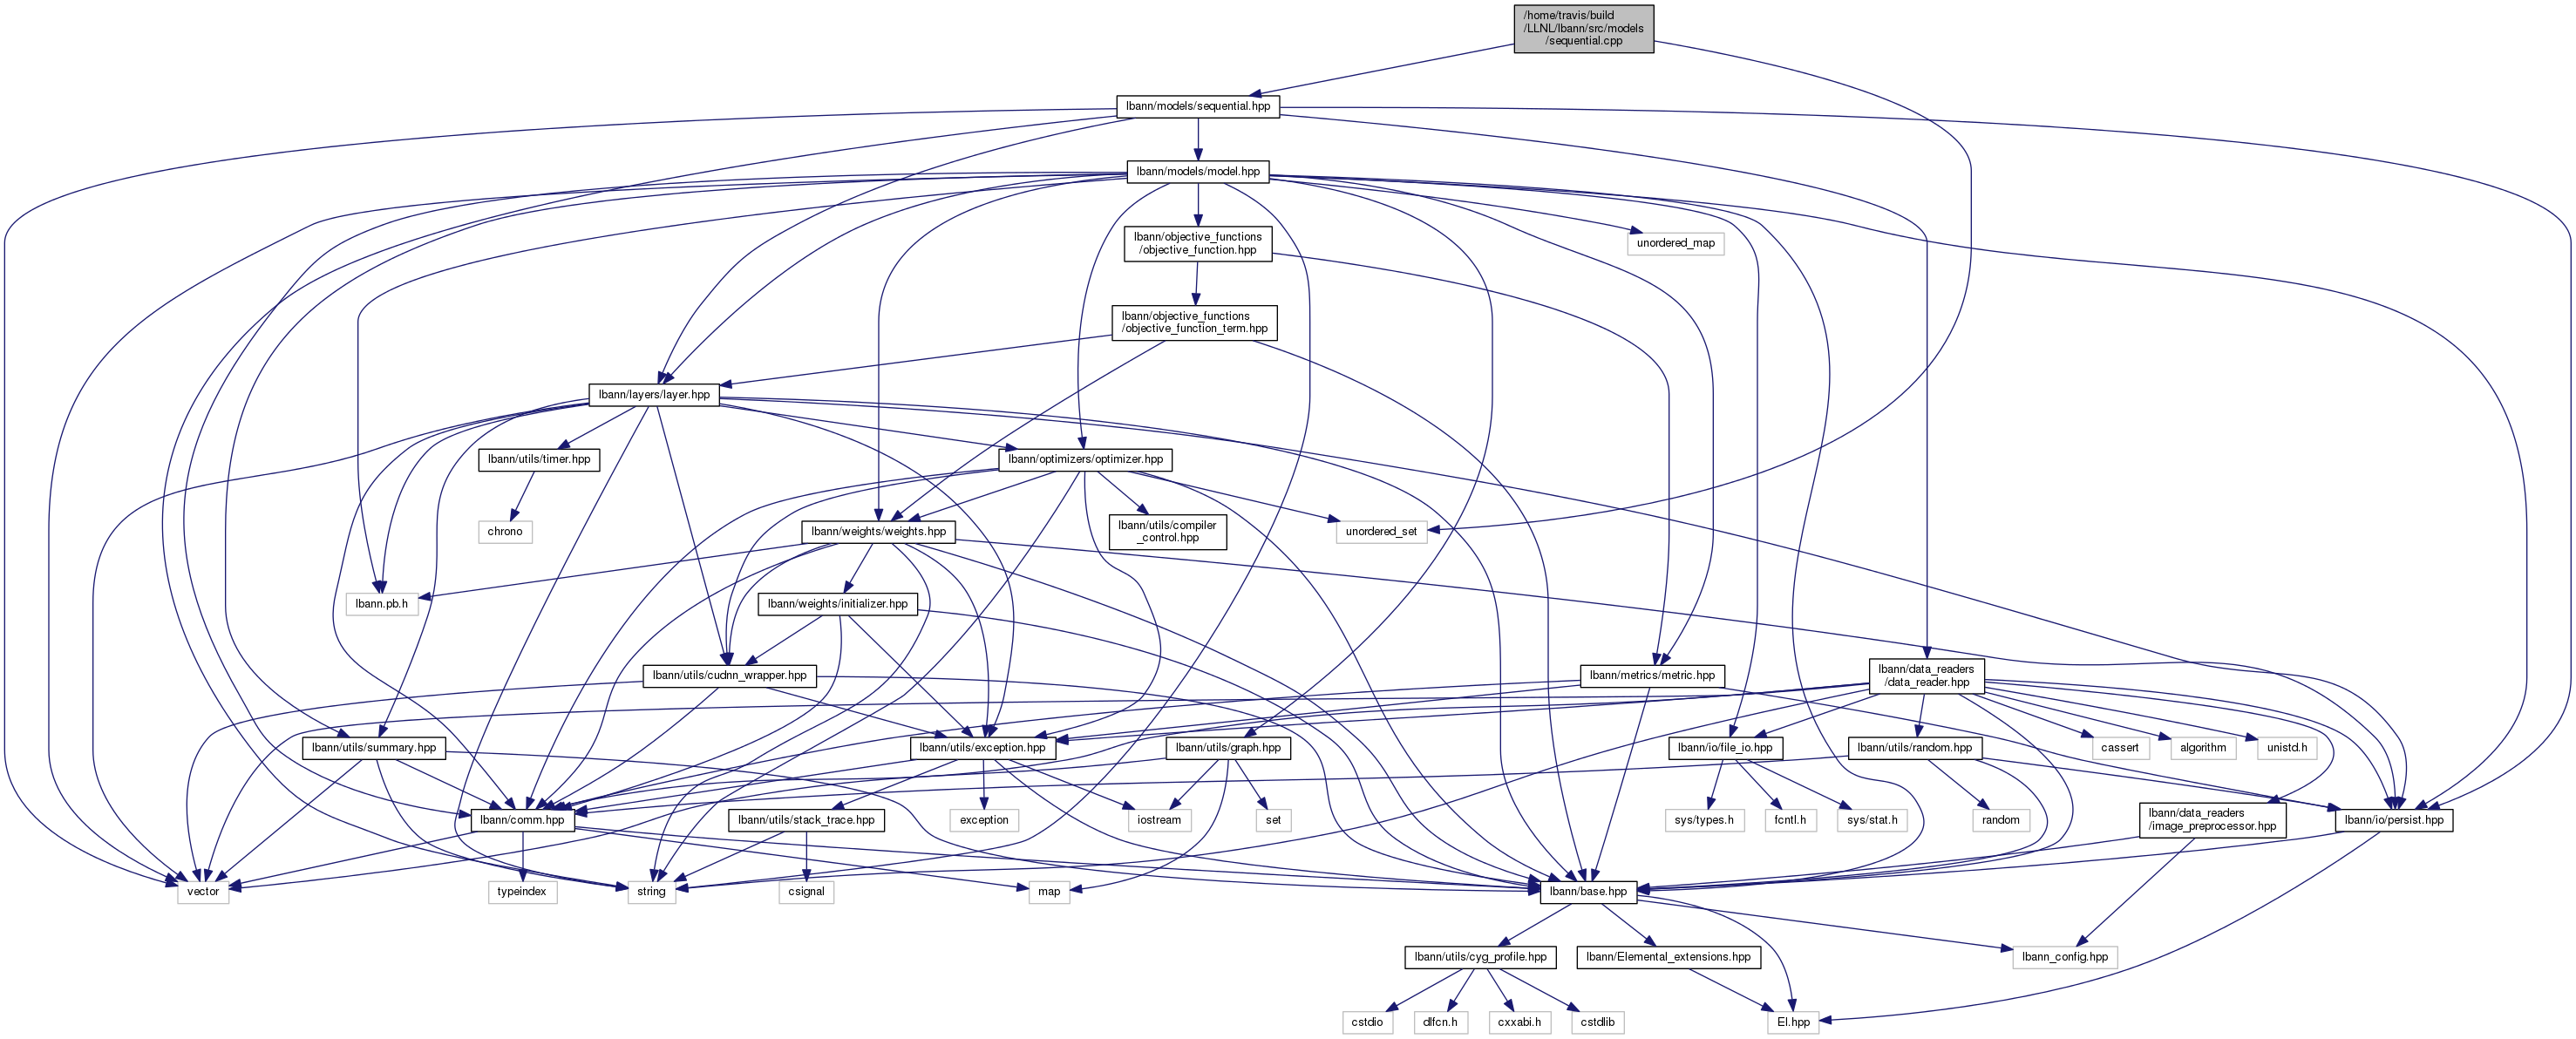 /home/travis/build
/LLNL/lbann/src/models
/sequential.cpp
lbann/models/sequential.hpp
lbann/models/model.hpp
lbann/objective_functions
/objective_function.hpp
unordered_map
lbann/objective_functions
/objective_function_term.hpp
lbann/layers/layer.hpp
lbann/utils/timer.hpp
lbann/optimizers/optimizer.hpp
chrono
lbann/weights/weights.hpp
lbann/utils/compiler
_control.hpp
unordered_set
lbann.pb.h
lbann/weights/initializer.hpp
lbann/utils/cudnn_wrapper.hpp
lbann/metrics/metric.hpp
lbann/data_readers
/data_reader.hpp
lbann/utils/summary.hpp
lbann/utils/exception.hpp
lbann/utils/graph.hpp
lbann/io/file_io.hpp
lbann/utils/random.hpp
cassert
algorithm
unistd.h
lbann/comm.hpp
lbann/utils/stack_trace.hpp
exception
iostream
set
sys/types.h
fcntl.h
sys/stat.h
random
lbann/data_readers
/image_preprocessor.hpp
lbann/io/persist.hpp
vector
typeindex
string
csignal
map
lbann/base.hpp
lbann/utils/cyg_profile.hpp
lbann/Elemental_extensions.hpp
lbann_config.hpp
cstdio
dlfcn.h
cxxabi.h
cstdlib
El.hpp